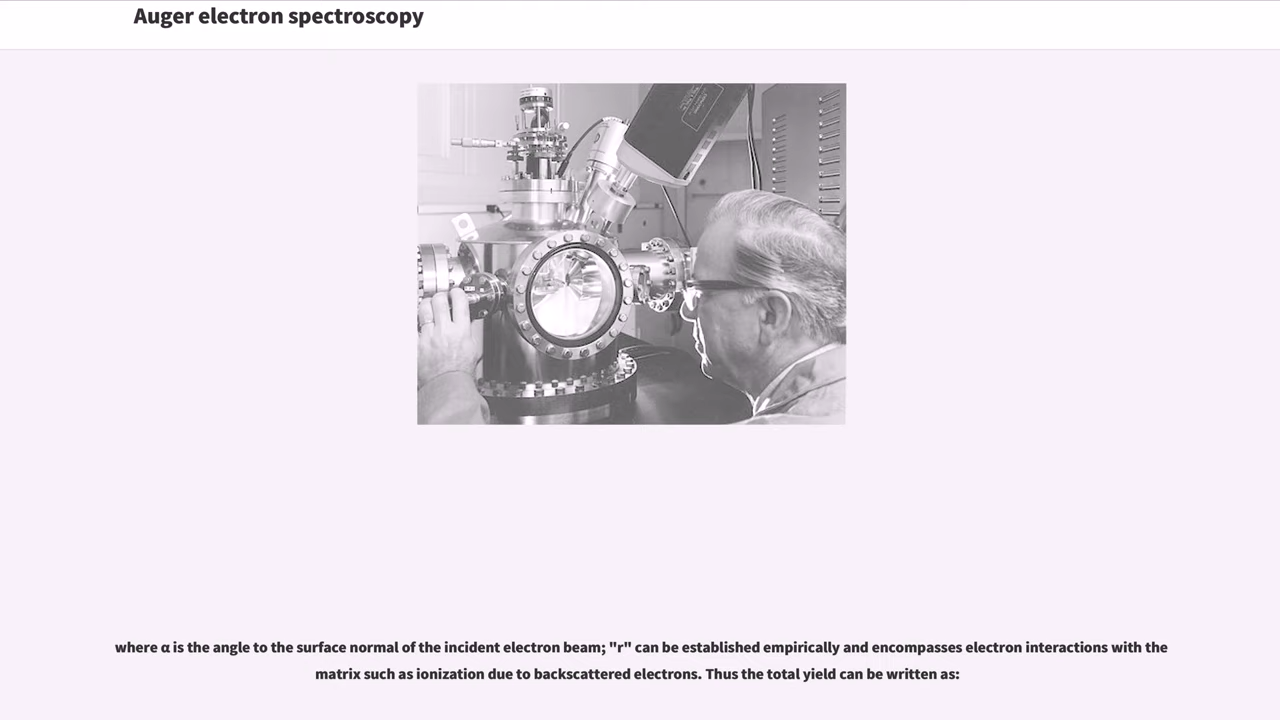 Auger electron spectroscopy
where α is the angle to the surface normal of the incident electron beam; "r" can be established empirically and encompasses electron interactions with the
matrix such as ionization due to backscattered electrons. Thus the total yield can be written as: